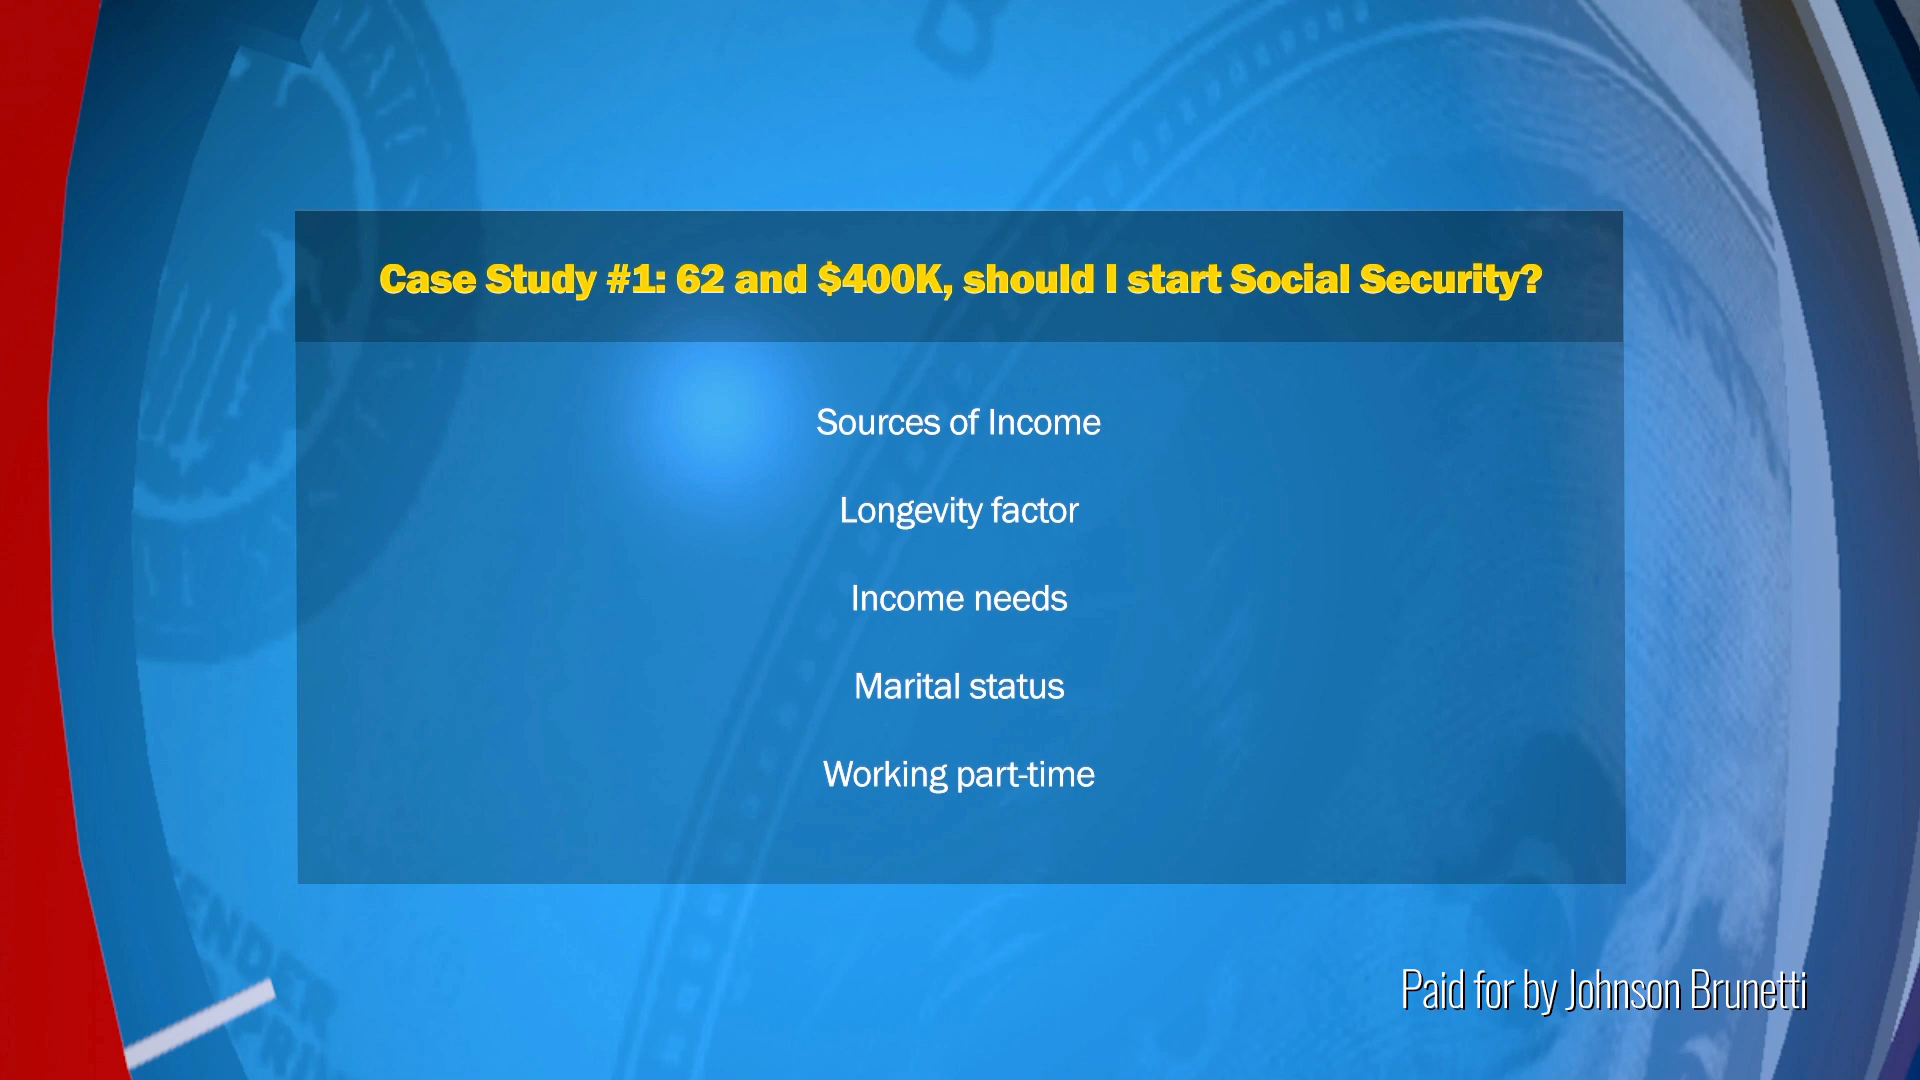 Case Study #1: 62 and $400K, should I start Social Security?
Sources of Income
Longevity factor
Income needs
Marital status
Working part-time
Paid for by Johnson Brunetti